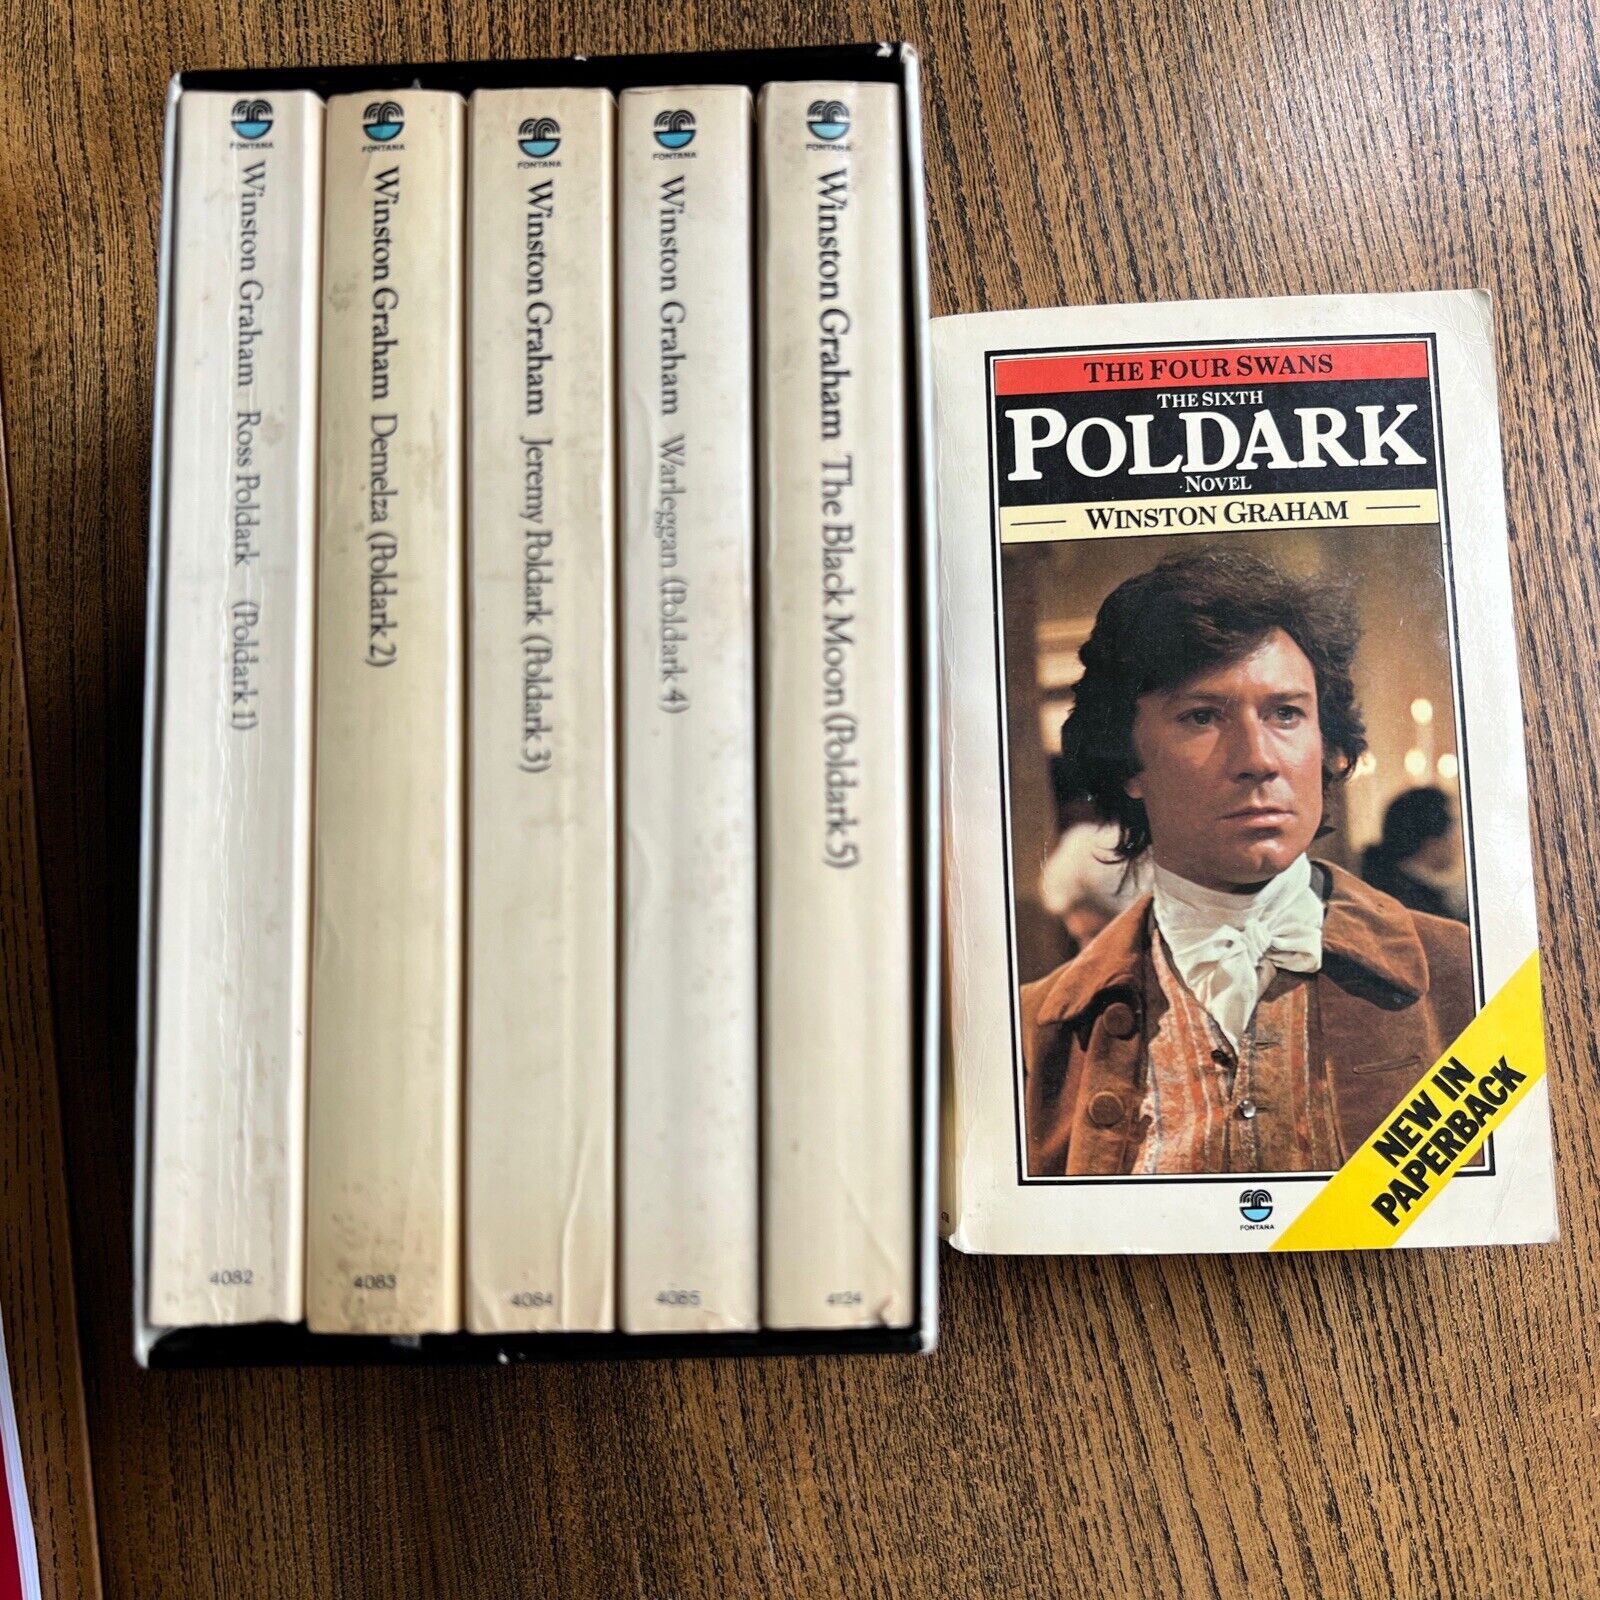 FONTANA
Winston Graham Ross Poldark (Poldark 1)
4082
FONTANA
Winston Graham Demelza (Poldark 2)
4083
FONTANA
Winston Graham Jeremy Poldark (Poldark 3)
4084
FONTANA
Winston Graham Warleggan (Poldark 4)
4085
FONTANA
Winston Graham The Black Moon (Poldark 5)
4124
THE FOUR SWANS
THE SIXTH
POLDARK
NOVEL
WINSTON GRAHAM
NEW IN
PAPERBACK
FONTANA